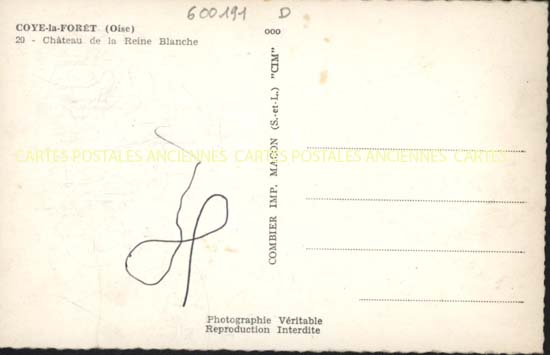 600191 D
COYE-la-FORÊT (Oise)
20 - Château de la Reine Blanche
000
COMBIER IMP. MACON (S.-et-L.) "CIM"
CARTES POSTALES ANCIENNES CARTES POSTALES ANCIENNES CARTES
Photographie Véritable
Reproduction Interdite